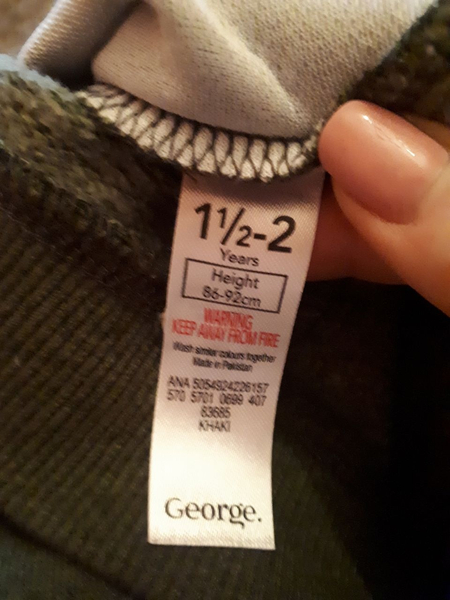 1½-2
Years
Height
86-92cm
WARNING
KEEP AWAY FROM FIRE
Wash similar colours together
Made in Pakistan
ANA 5054924226157
570 5701 0699 407
83685
KHAKI
George.